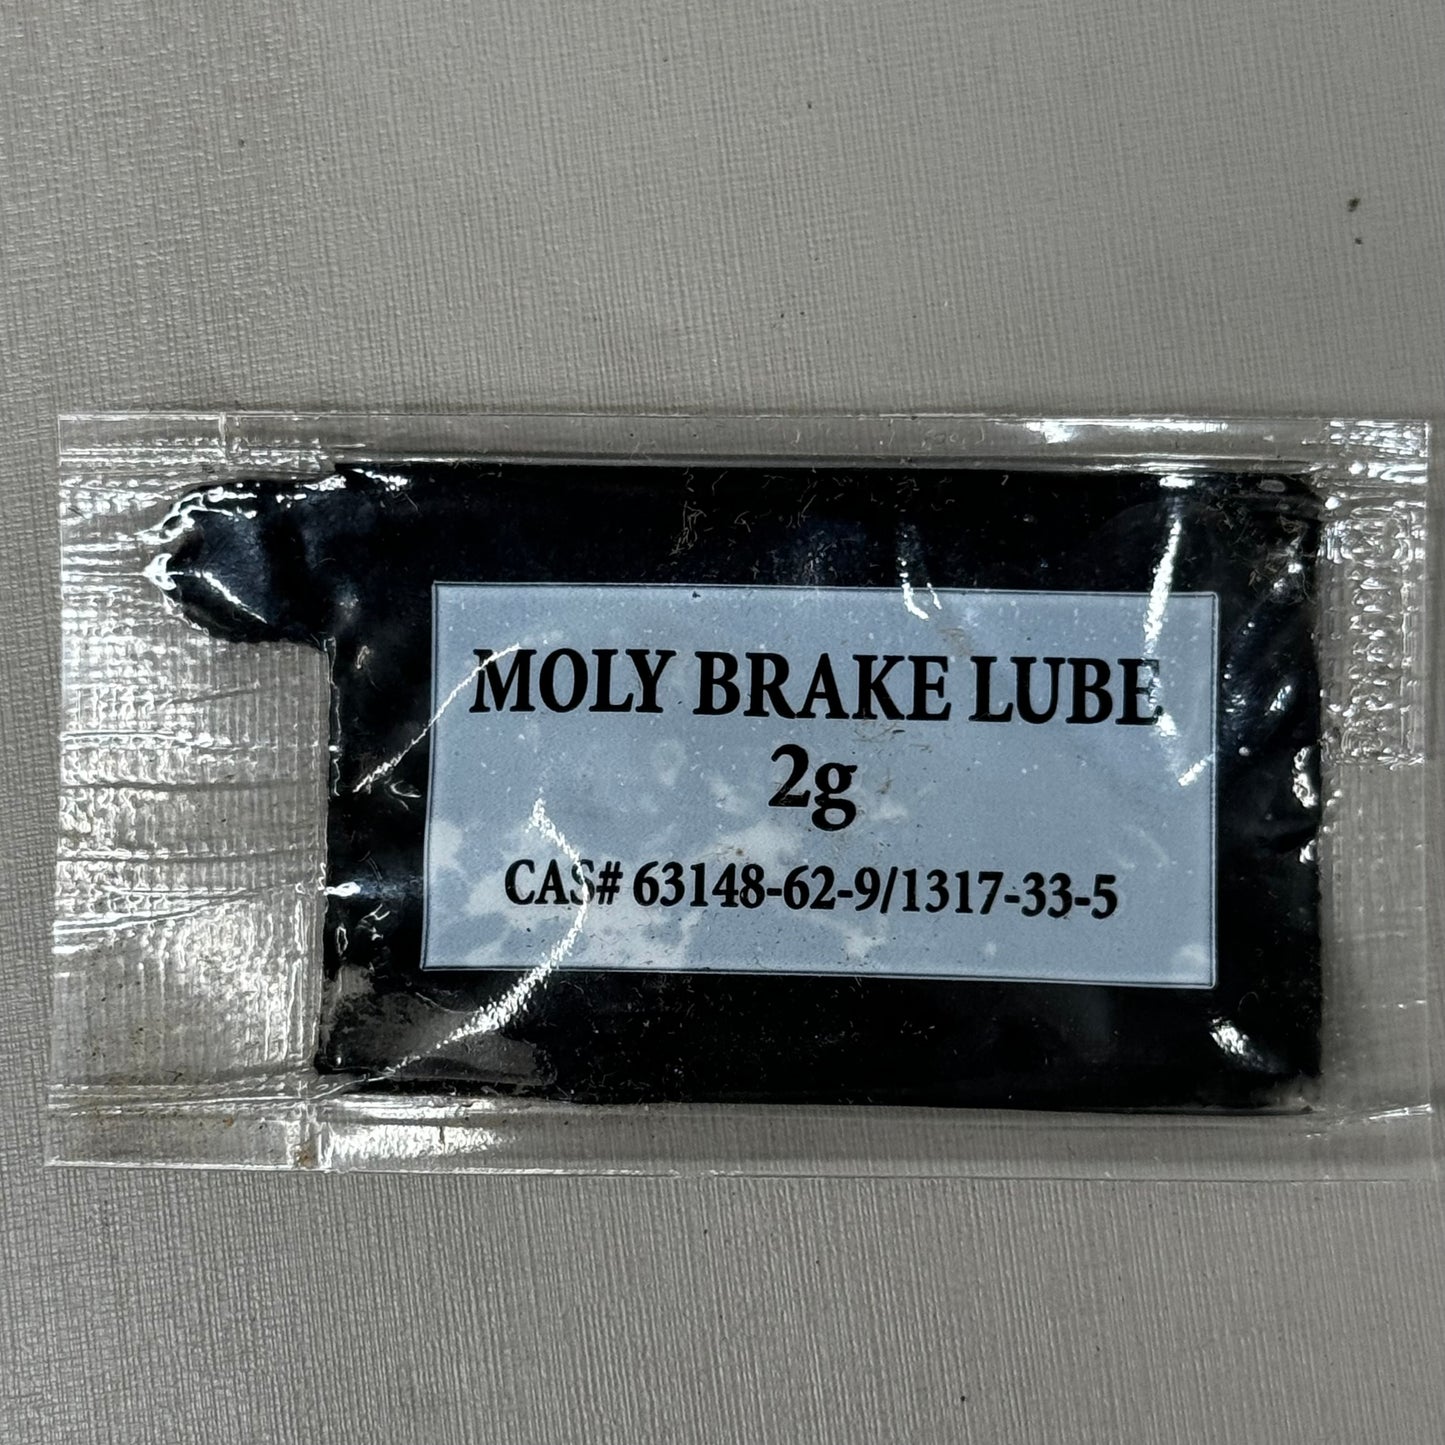 MOLY BRAKE LUBE
2g
CAS# 63148-62-9/1317-33-5